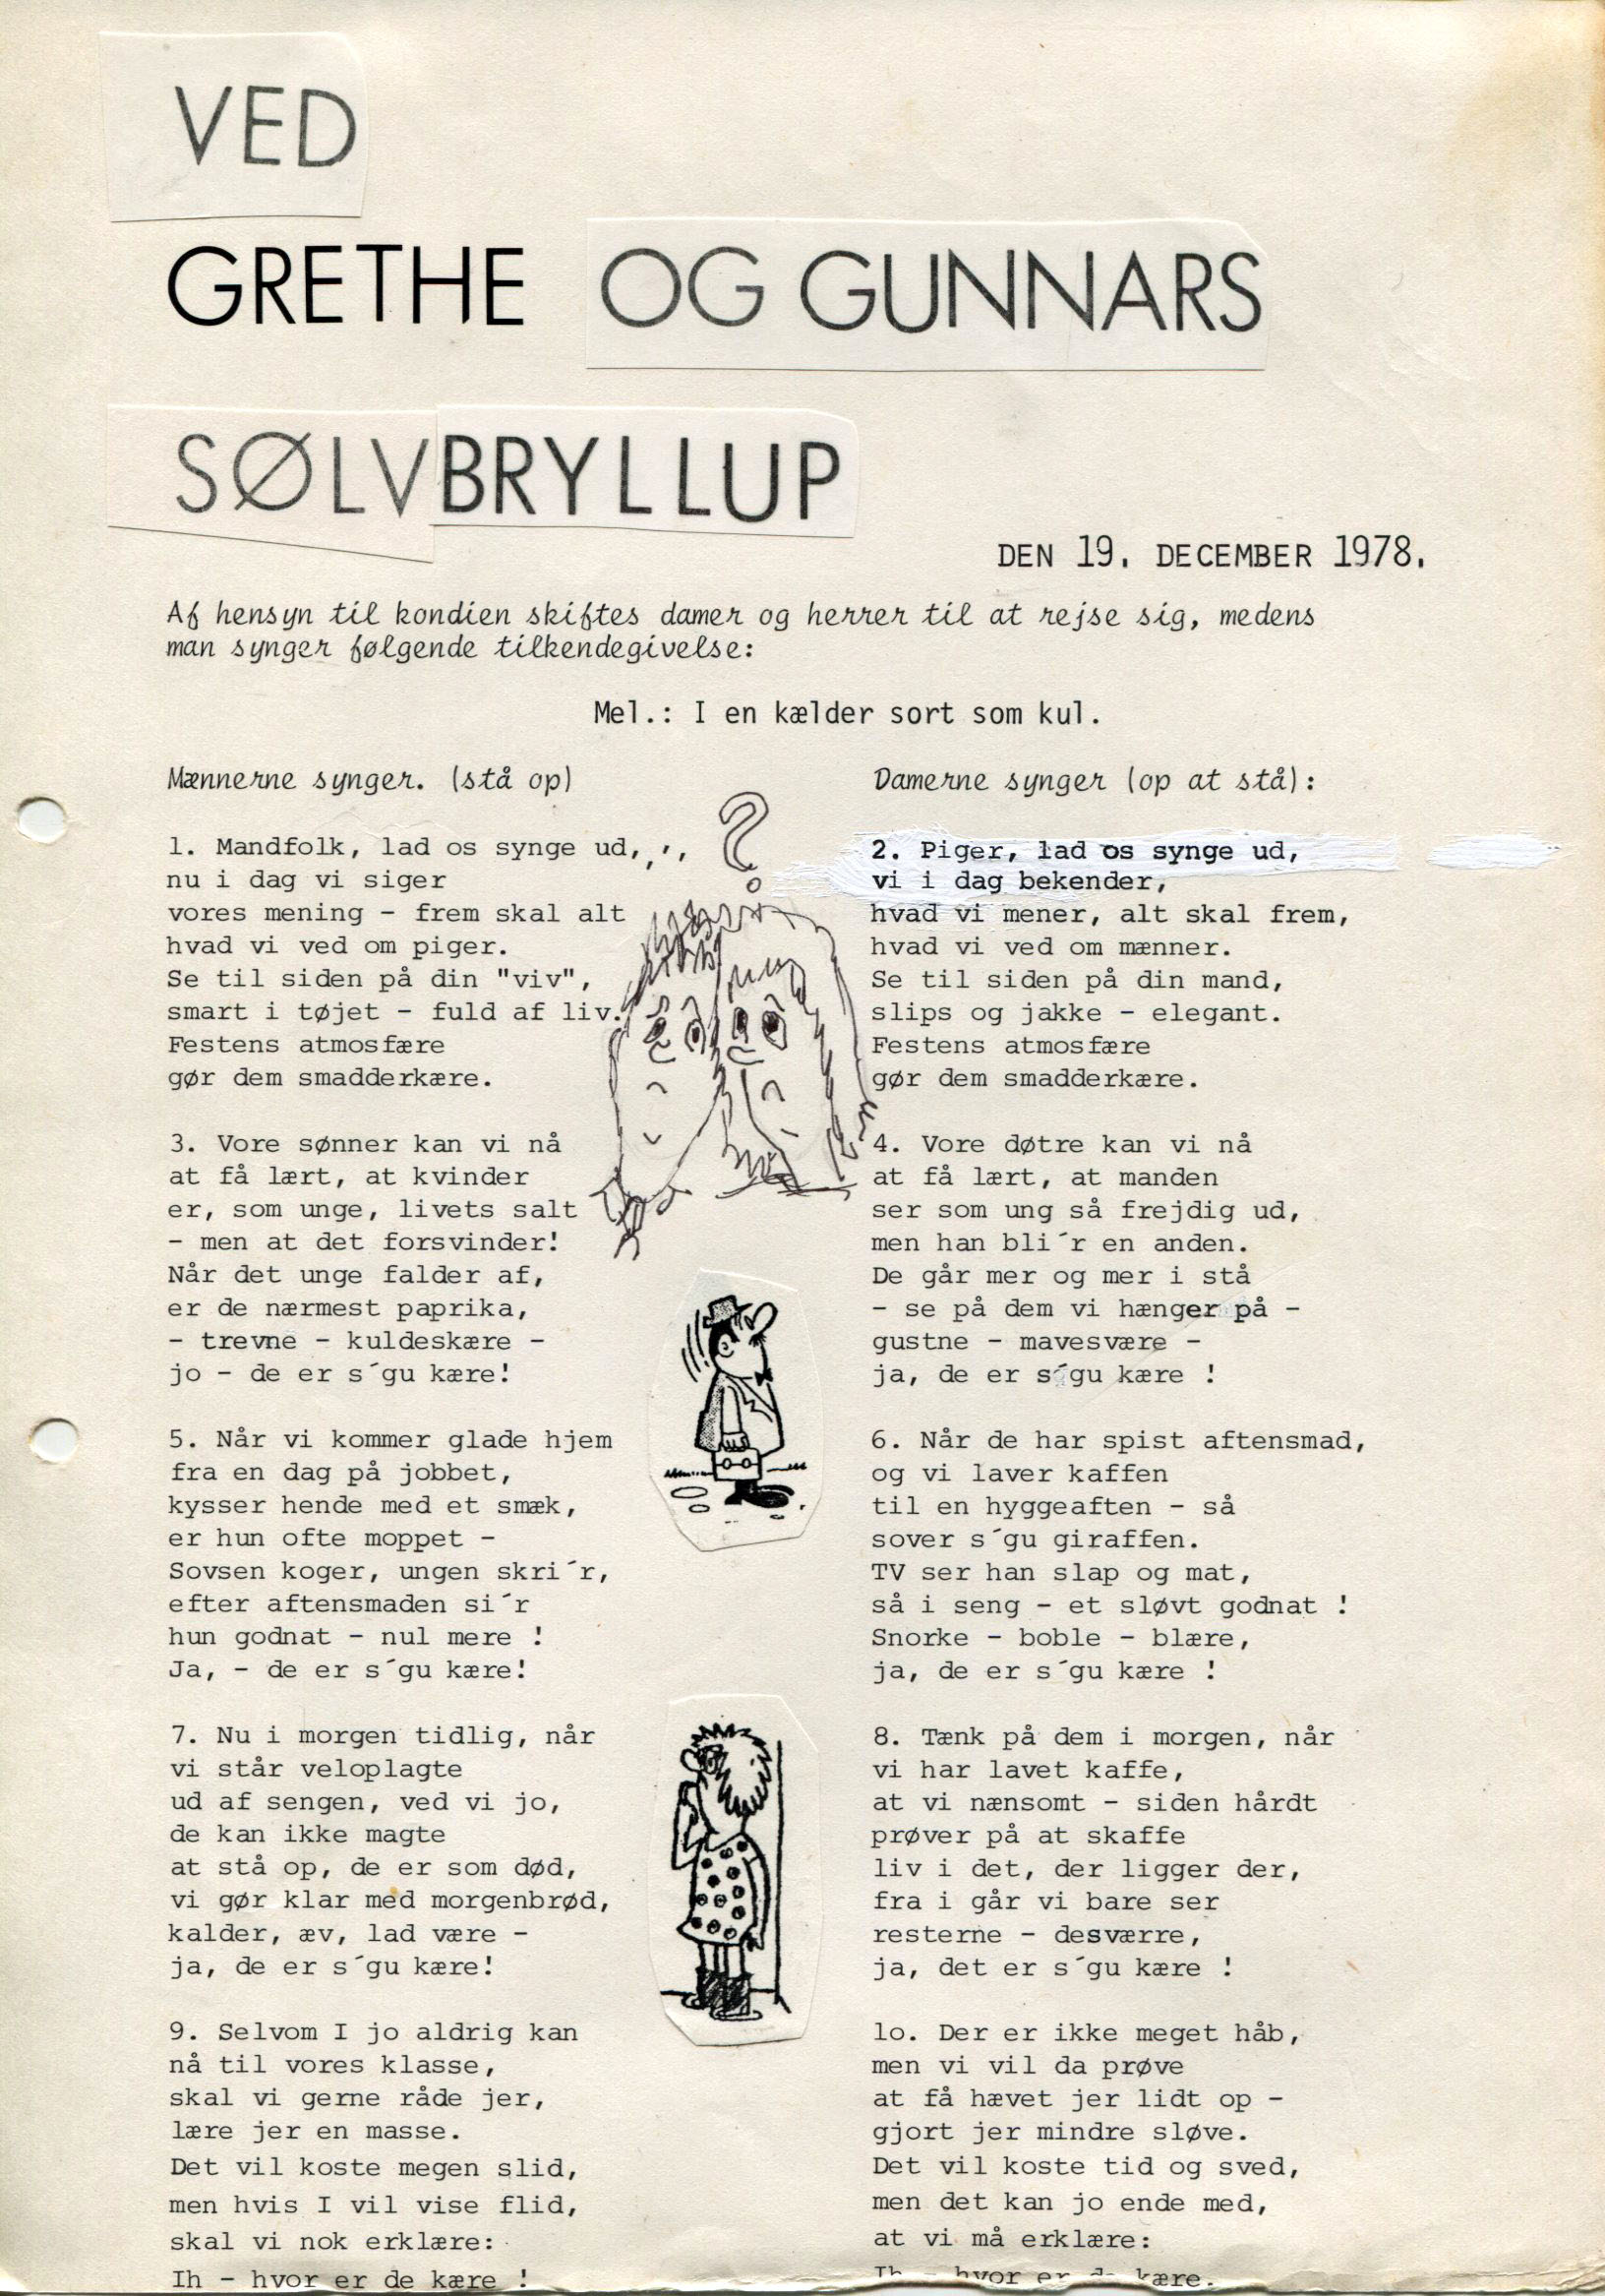 VED
GRETHE OG GUNNARS
SØLVBRYLLUP
DEN 19. DECEMBER 1978.
Af hensyn til kondien skiftes damer og herrer til at rejse sig, medens
man synger følgende tilkendegivelse:
Mel.: I en kælder sort som kul.
Mænnerne synger. (stå op)
1. Mandfolk, lad os synge ud,
nu i dag vi siger
vores mening - frem skal alt
hvad vi ved om piger.
Se til siden på din "viv",
smart i tøjet - fuld af liv.
Festens atmosfære
gør dem smadderkære.
3. Vore sønner kan vi nå
at få lært, at kvinder
er, som unge, livets salt
- men at det forsvinder!
Når det unge falder af,
er de nærmest paprika,
- trevne - kuldeskære -
jo - de er s´gu kære!
5. Når vi kommer glade hjem
fra en dag på jobbet,
kysser hende med et smæk,
er hun ofte moppet -
Sovsen koger, ungen skri´r,
efter aftensmaden si´r
hun godnat - nul mere !
Ja, - de er s´gu kære!
7. Nu i morgen tidlig, når
vi står veloplagte
ud af sengen, ved vi jo,
de kan ikke magte
at stå op, de er som død,
vi gør klar med morgenbrød,
kalder, æv, lad være -
ja, de er s´gu kære!
9. Selvom I jo aldrig kan
nå til vores klasse,
skal vi gerne råde jer,
lære jer en masse.
Det vil koste megen slid,
men hvis I vil vise flid,
skal vi nok erklære:
Ih - hvor er de kære !
?
Damerne synger (op at stå):
2. Piger, lad os synge ud,
vi i dag bekender,
hvad vi mener, alt skal frem,
hvad vi ved om mænner.
Se til siden på din mand,
slips og jakke - elegant.
Festens atmosfære
gør dem smadderkære.
4. Vore døtre kan vi nå
at få lært, at manden
ser som ung så frejdig ud,
men han bli´r en anden.
De går mer og mer i stå
- se på dem vi hænger på -
gustne - mavesvære -
ja, de er s´gu kære !
6. Når de har spist aftensmad,
og vi laver kaffen
til en hyggeaften - så
sover s´gu giraffen.
TV ser han slap og mat,
så i seng - et sløvt godnat !
Snorke - boble - blære,
ja, de er s´gu kære !
8. Tænk på dem i morgen, når
vi har lavet kaffe,
at vi nænsomt - siden hårdt
prøver på at skaffe
liv i det, der ligger der,
fra i går vi bare ser
resterne - desværre,
ja, det er s´gu kære !
lo. Der er ikke meget håb,
men vi vil da prøve
at få hævet jer lidt op -
gjort jer mindre sløve.
Det vil koste tid og sved,
men det kan jo ende med,
at vi må erklære:
Ih - hvor er de kære.